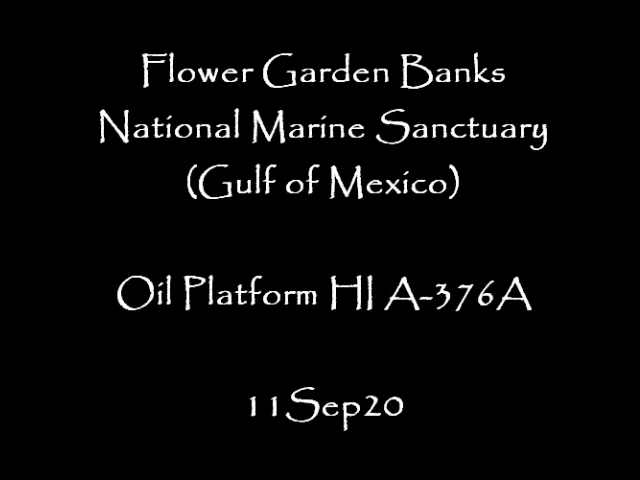 Flower Garden Banks
National Marine Sanctuary
(Gulf of Mexico)
Oil Platform HI A-376A
11Sep20